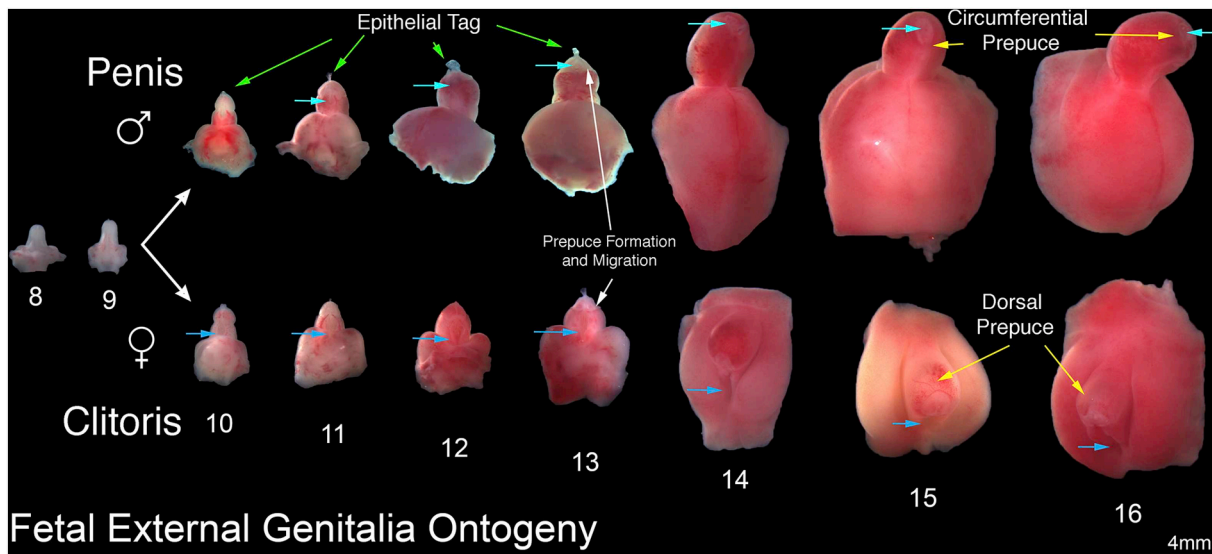 Epithelial Tag
Circumferential
Prepuce
Penis
♂
Prepuce Formation
and Migration
8
9
Dorsal
Prepuce
♀
Clitoris
10
11
12
13
14
15
16
Fetal External Genitalia Ontogeny
4mm